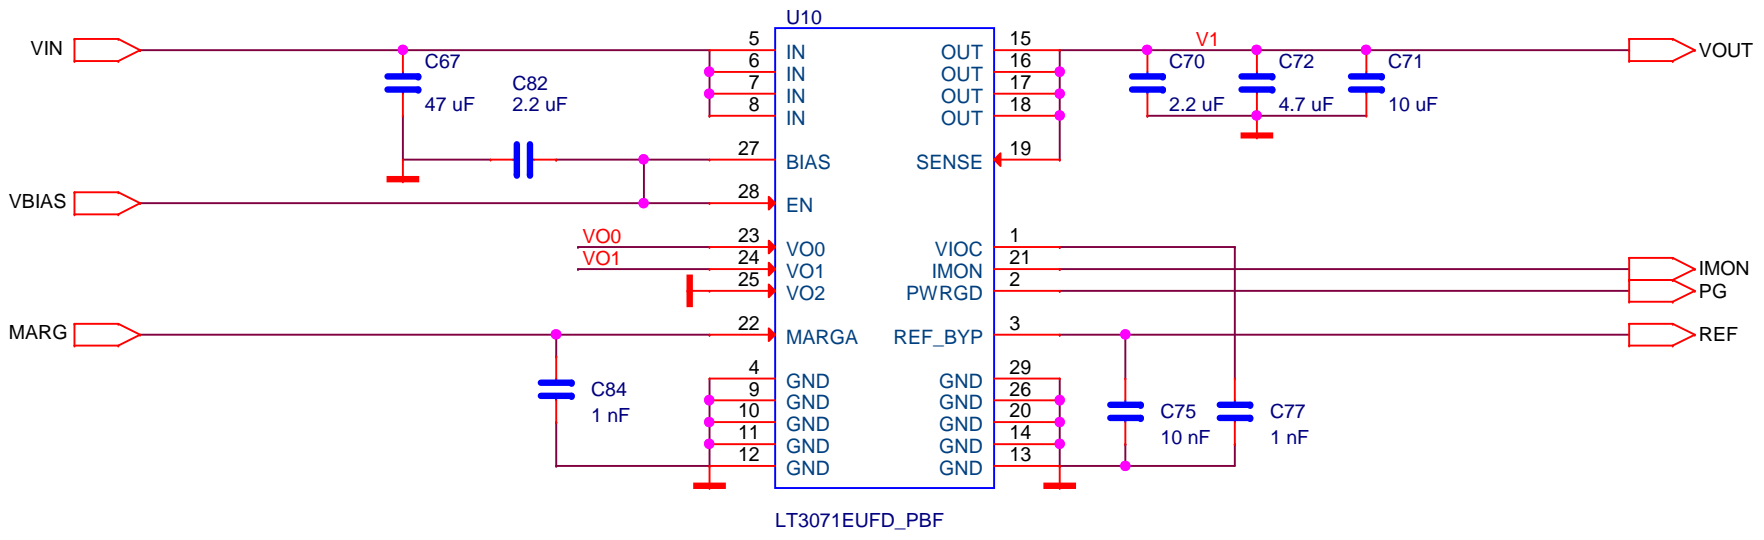 U10
VIN
5
IN
OUT
15
V1
VOUT
C67
47 uF
6
IN
OUT
16
C70
2.2 uF
C72
4.7 uF
C71
10 uF
C82
2.2 uF
7
IN
OUT
17
8
IN
OUT
18
27
BIAS
SENSE
19
VBIAS
28
EN
VO0
23
VO0
VIOC
1
VO1
24
VO1
IMON
21
IMON
25
VO2
PWRGD
2
PG
MARG
22
MARGA
REF_BYP
3
REF
4
GND
GND
29
C84
1 nF
9
GND
GND
26
10
GND
GND
20
C75
10 nF
C77
1 nF
11
GND
GND
14
12
GND
GND
13
LT3071EUFD_PBF